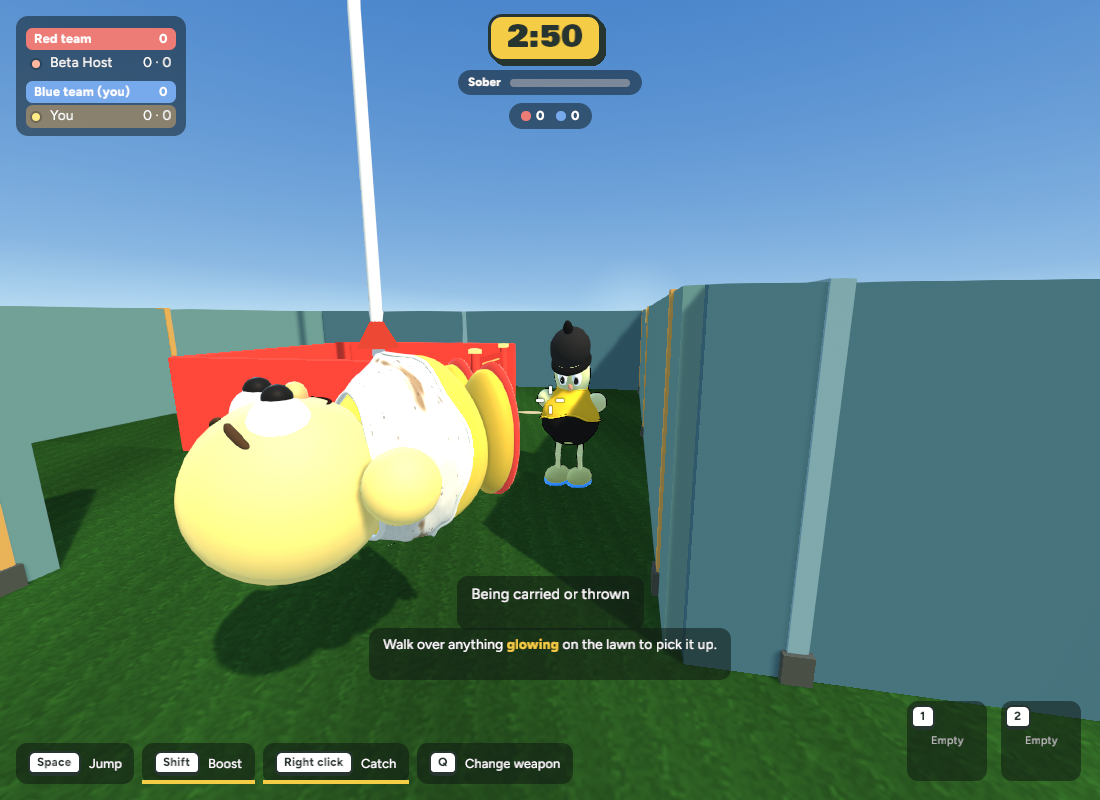 Red team 0
Beta Host 0 · 0
Blue team (you) 0
You 0 · 0
2:50
Sober
0 0
Being carried or thrown
Walk over anything glowing on the lawn to pick it up.
1
Empty
2
Empty
Space Jump
Shift Boost
Right click Catch
Q Change weapon